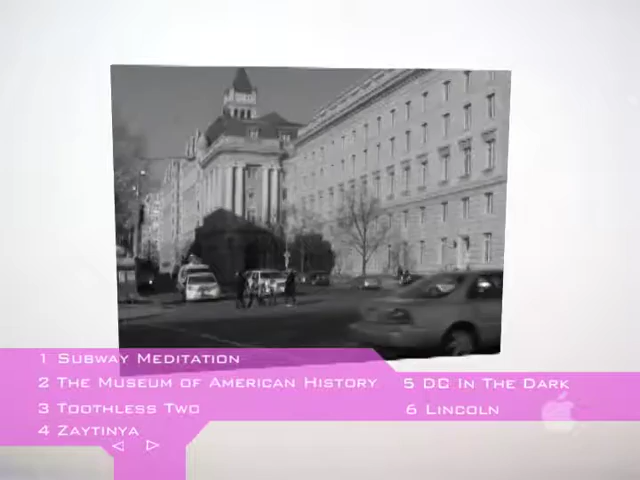 1 Subway Meditation
2 The Museum of American History
3 Toothless Two
4 Zaytinya
5 DC In The Dark
6 Lincoln